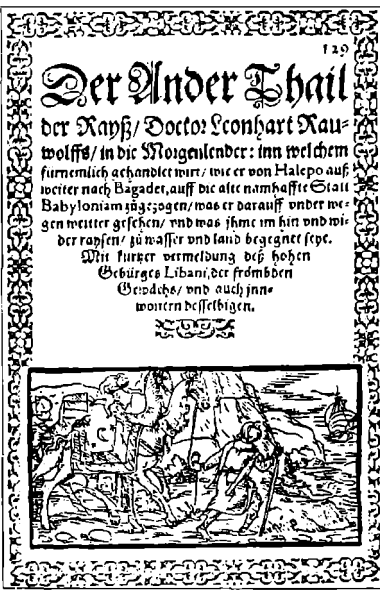 129
Der Ander Thail
der Rayß/ Doctor Leonhart Rau-
wolffs/ in die Morgenlender: inn welchem
fürnemlich gehandlet wirt/ wie er von Halepo auß
weiter nach Bagadet, auff die alte namhaffte Statt
Babyloniam zůgezogen/ was er darauff vnder we-
gen weitter gesehen/ vnd was jhme im hin vnd wi-
der raysen/ zů wasser vnd land begegnet seye.
Mit kurtzer vermeldung deß hohen
Gebürges Libani, der frömbden
Gewächs/ vnd auch jnn-
wonern desselbigen.